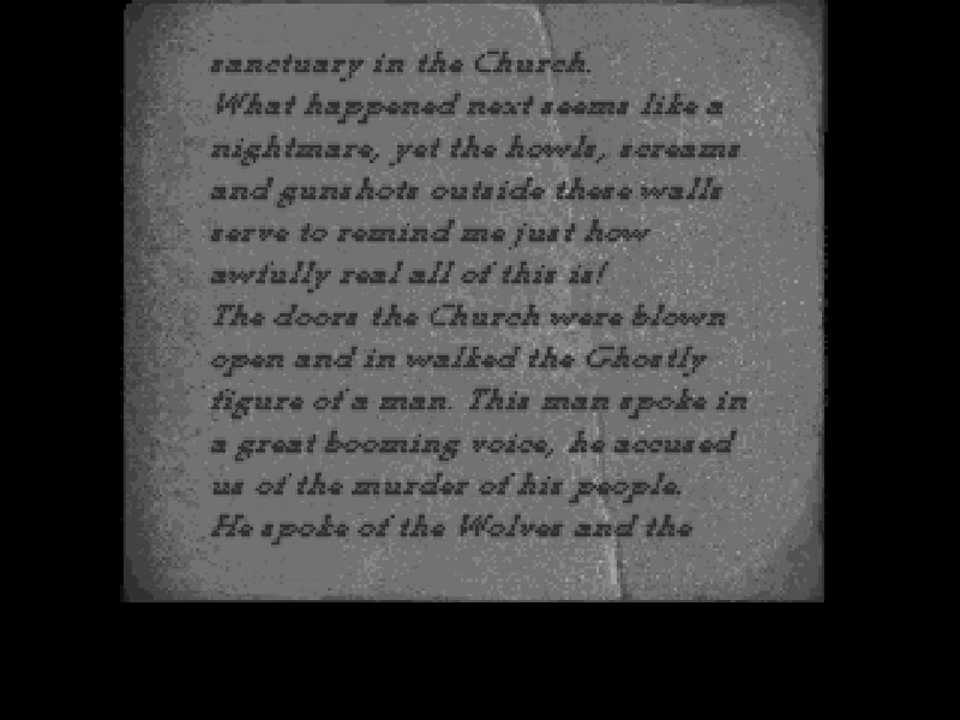 sanctuary in the Church.
What happened next seems like a
nightmare, yet the howls, screams
and gunshots outside these walls
serve to remind me just how
awfully real all of this is!
The doors the Church were blown
open and in walked the Ghostly
figure of a man. This man spoke in
a great booming voice, he accused
us of the murder of his people.
He spoke of the Wolves and the